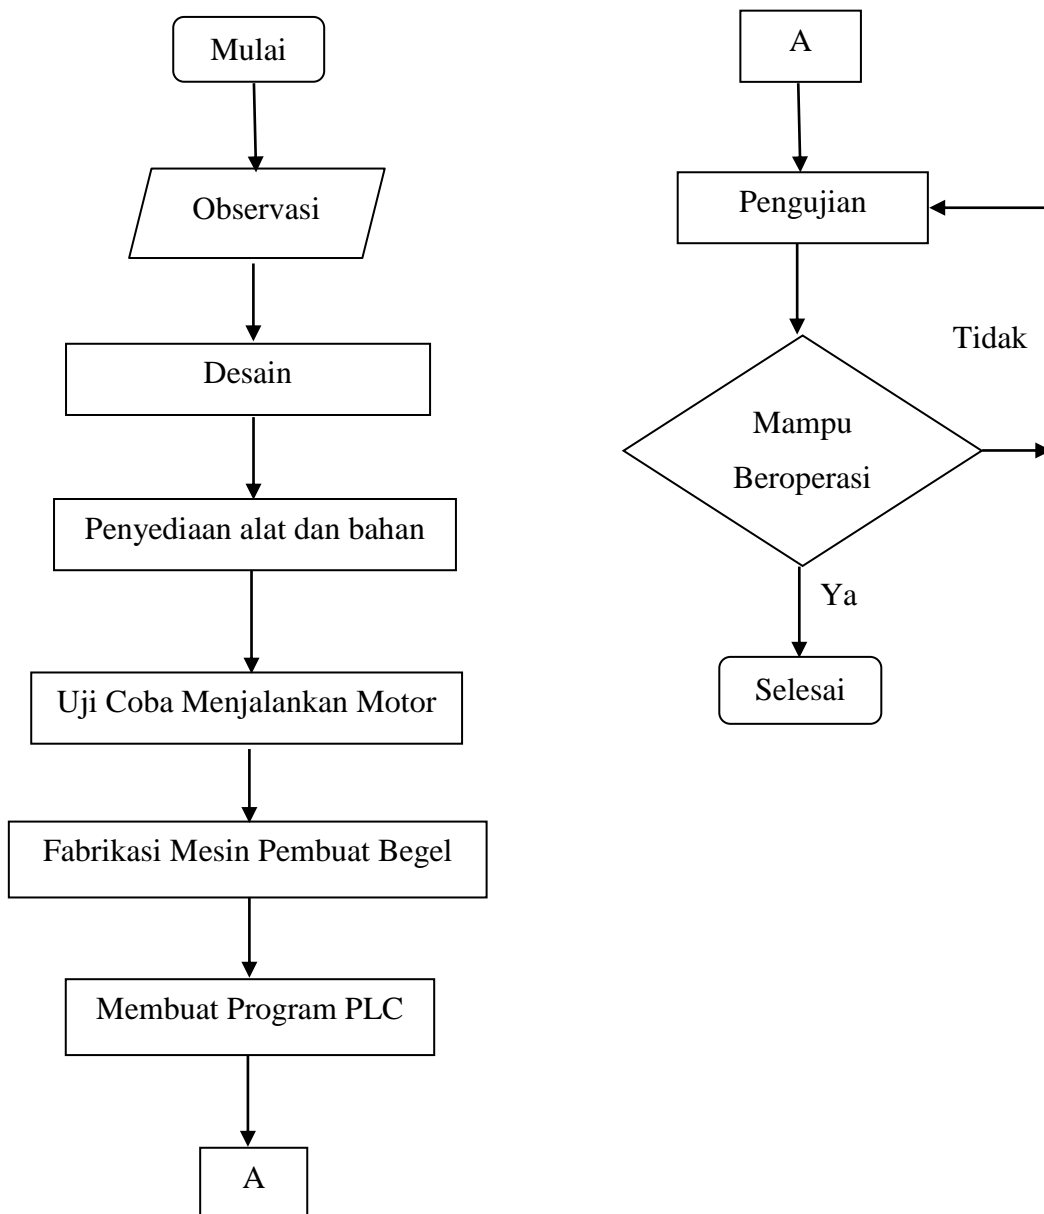 Mulai
Observasi
Desain
Penyediaan alat dan bahan
Uji Coba Menjalankan Motor
Fabrikasi Mesin Pembuat Begel
Membuat Program PLC
A
A
Pengujian
Tidak
Mampu
Beroperasi
Ya
Selesai